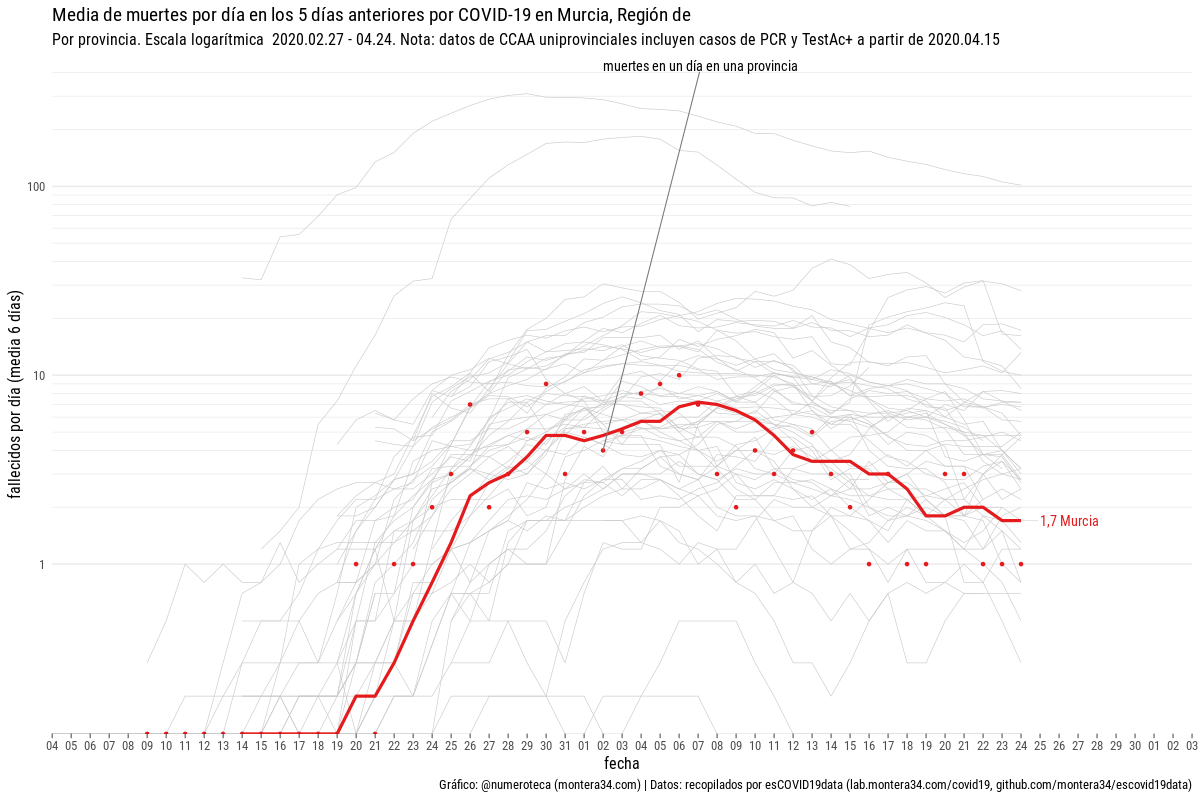 Media de muertes por día en los 5 días anteriores por COVID-19 en Murcia, Región de
Por provincia. Escala logarítmica  2020.02.27 - 04.24. Nota: datos de CCAA uniprovinciales incluyen casos de PCR y TestAc+ a partir de 2020.04.15
muertes en un día en una provincia
fallecidos por día (media 6 días)
100
10
1
1,7 Murcia
04 05 06 07 08 09 10 11 12 13 14 15 16 17 18 19 20 21 22 23 24 25 26 27 28 29 30 31 01 02 03 04 05 06 07 08 09 10 11 12 13 14 15 16 17 18 19 20 21 22 23 24 25 26 27 28 29 30 01 02 03
fecha
Gráfico: @numeroteca (montera34.com) | Datos: recopilados por esCOVID19data (lab.montera34.com/covid19, github.com/montera34/escovid19data)